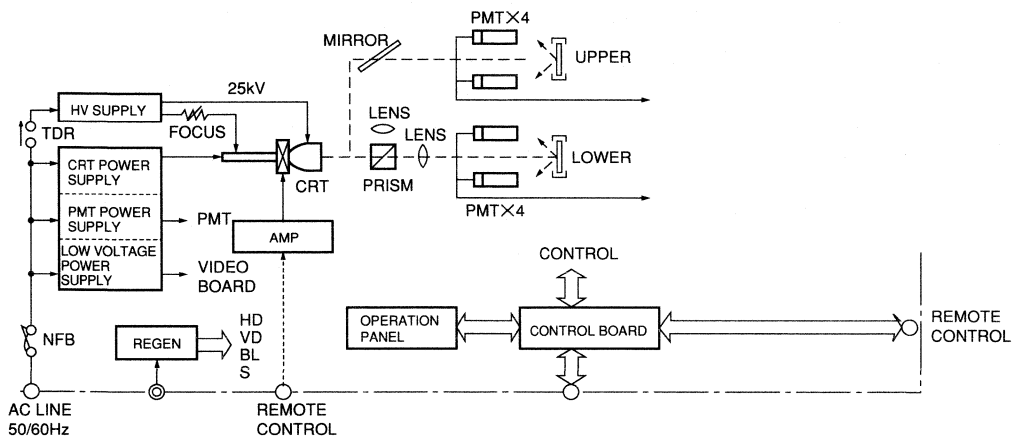 PMT×4
MIRROR
UPPER
25kV
HV SUPPLY
TDR
FOCUS
LENS
LENS
LOWER
CRT
PRISM
CRT POWER
SUPPLY
PMT POWER
SUPPLY
PMT
PMT×4
AMP
LOW VOLTAGE
POWER
SUPPLY
VIDEO
BOARD
CONTROL
HD
VD
BL
S
OPERATION
PANEL
CONTROL BOARD
REMOTE
CONTROL
NFB
REGEN
AC LINE
50/60Hz
REMOTE
CONTROL